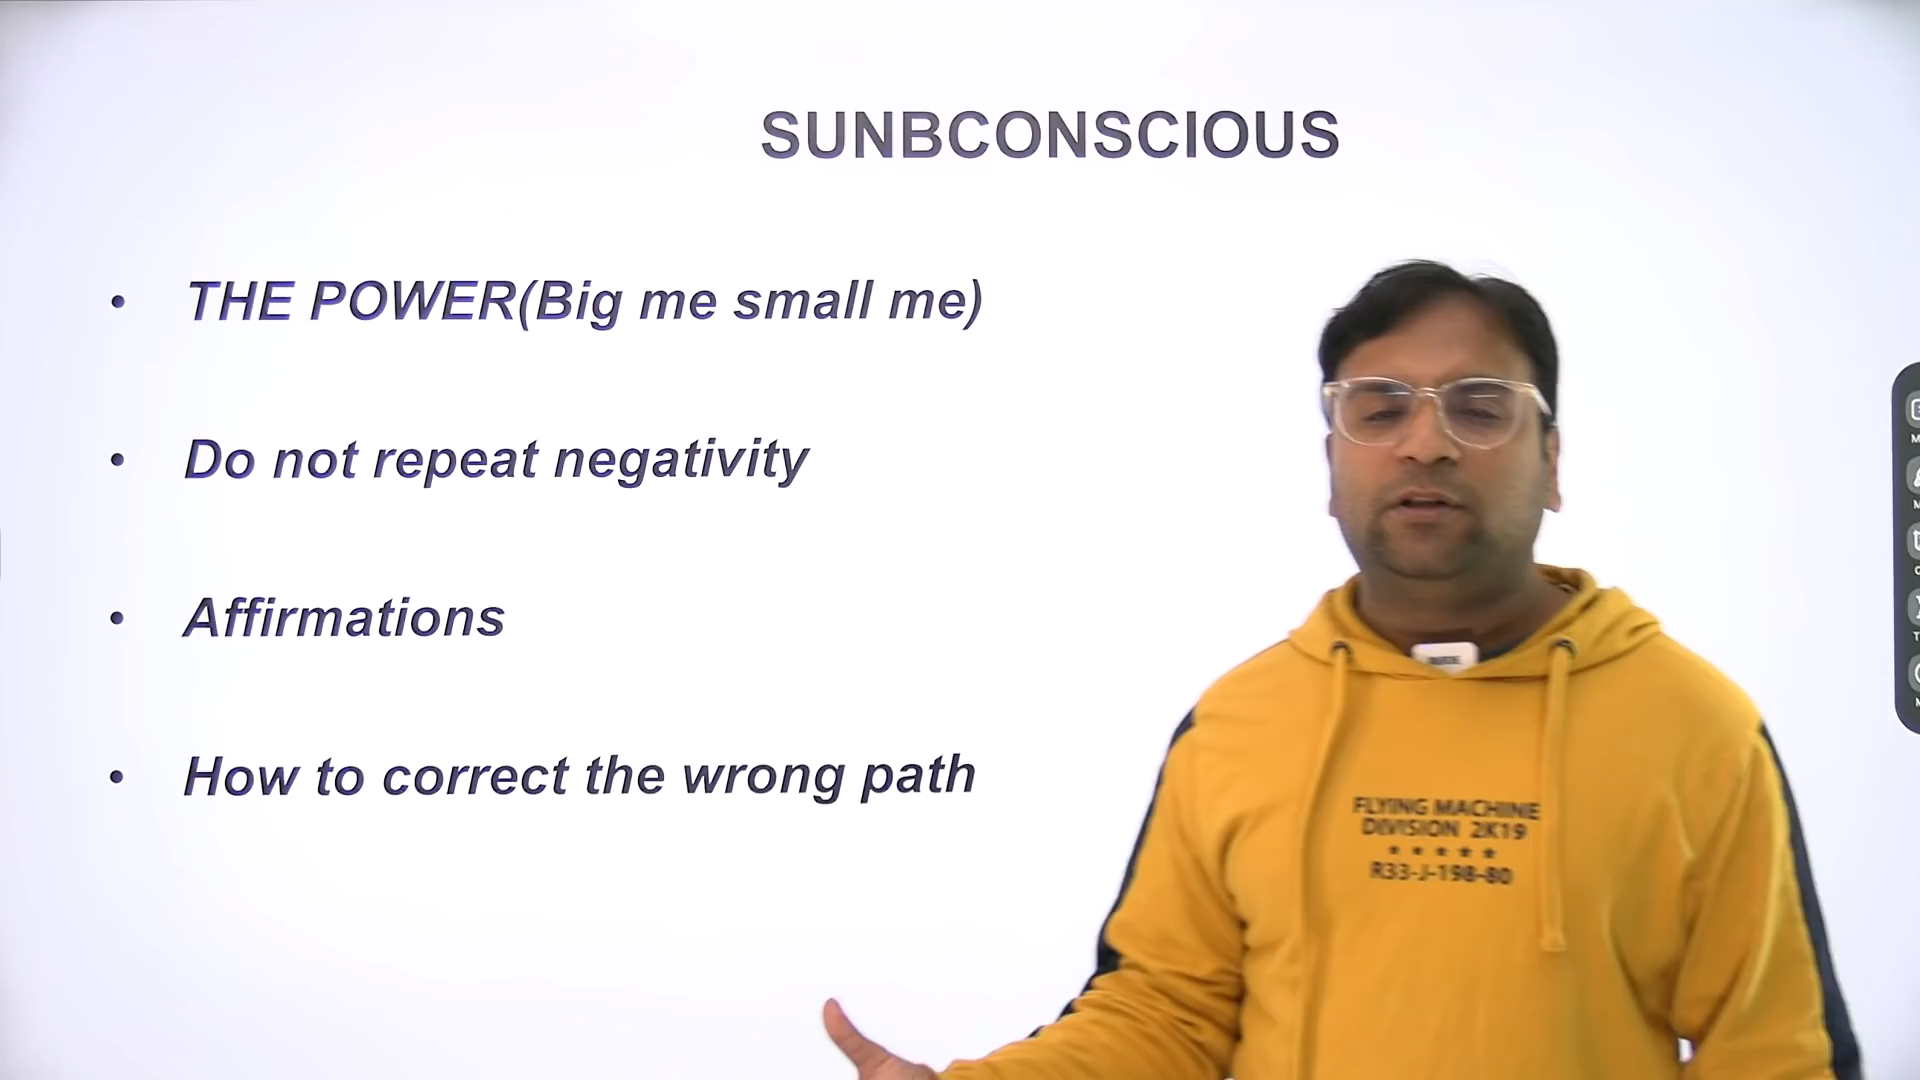 SUNBCONSCIOUS
• THE POWER(Big me small me)
• Do not repeat negativity
• Affirmations
• How to correct the wrong path
FLYING MACHINE
DIVISION 2K19
★★★★★
R33-J-198-80